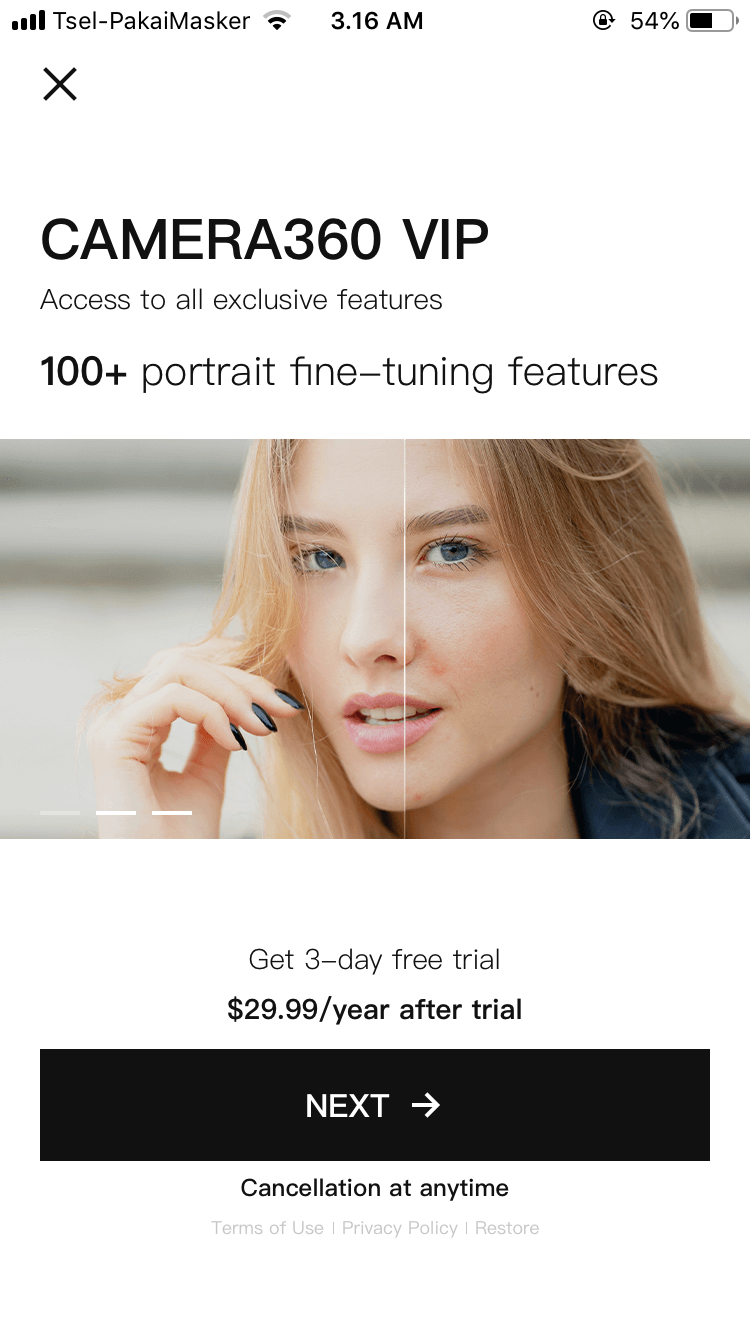 Tsel-PakaiMasker 3.16 AM 54%
CAMERA360 VIP
Access to all exclusive features
100+ portrait fine-tuning features
Get 3-day free trial
$29.99/year after trial
NEXT →
Cancellation at anytime
Terms of Use | Privacy Policy | Restore